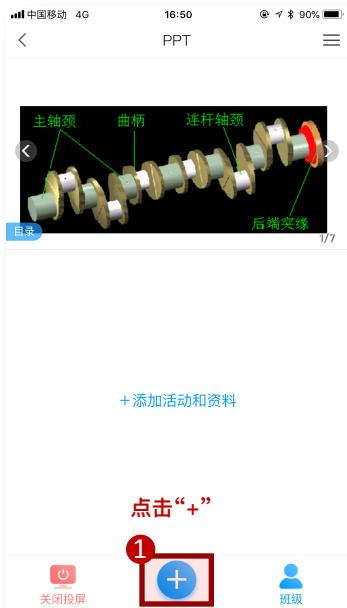 中国移动 4G 16:50 90%
PPT
主轴颈 曲柄 连杆轴颈
后端突缘
目录
1/7
+添加活动和资料
点击“+”
1
关闭投屏 班级